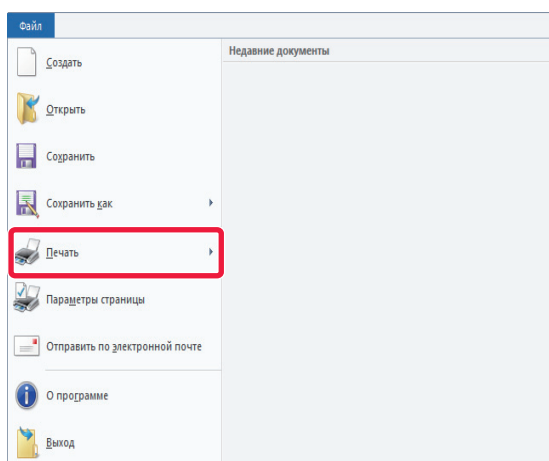 Файл
Недавние документы
Создать
Открыть
Сохранить
Сохранить как
Печать
Параметры страницы
Отправить по электронной почте
О программе
Выход